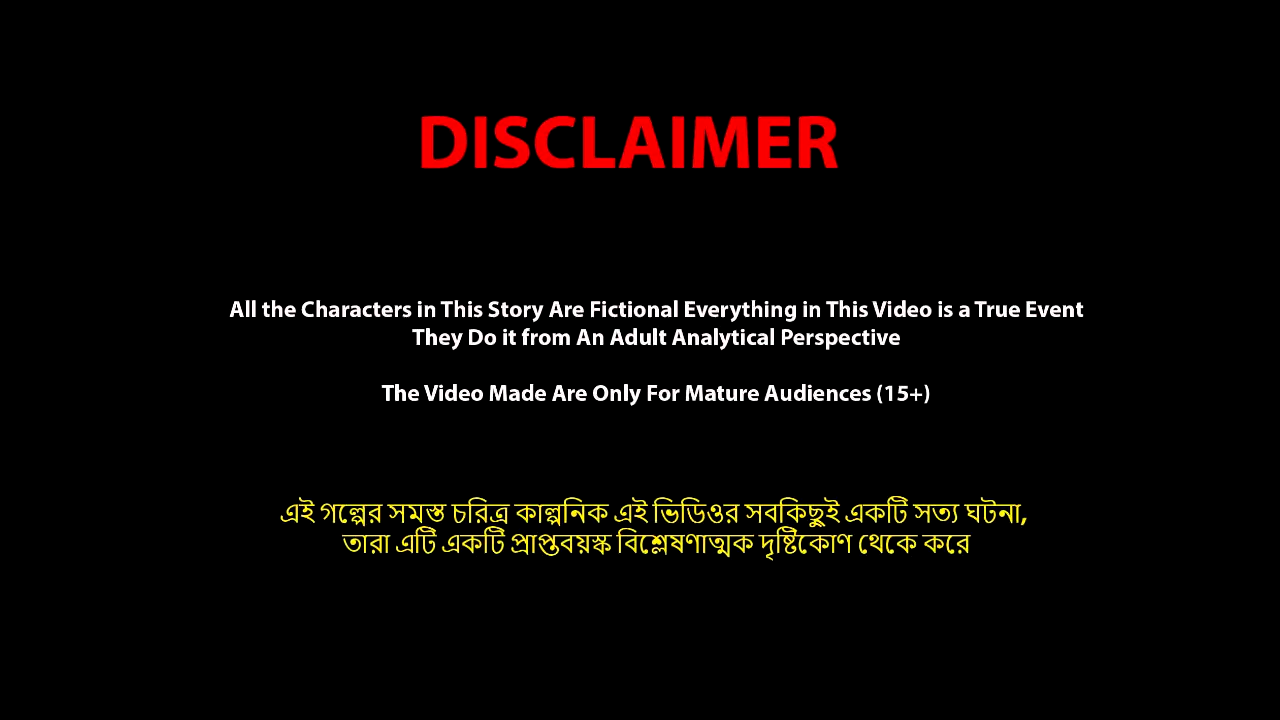 DISCLAIMER
All the Characters in This Story Are Fictional Everything in This Video is a True Event
They Do it from An Adult Analytical Perspective
The Video Made Are Only For Mature Audiences (15+)
এই গল্পের সমস্ত চরিত্র কাল্পনিক এই ভিডিওর সবকিছুই একটি সত্য ঘটনা,
তারা এটি একটি প্রাপ্তবয়স্ক বিশ্লেষণাত্মক দৃষ্টিকোণ থেকে করে